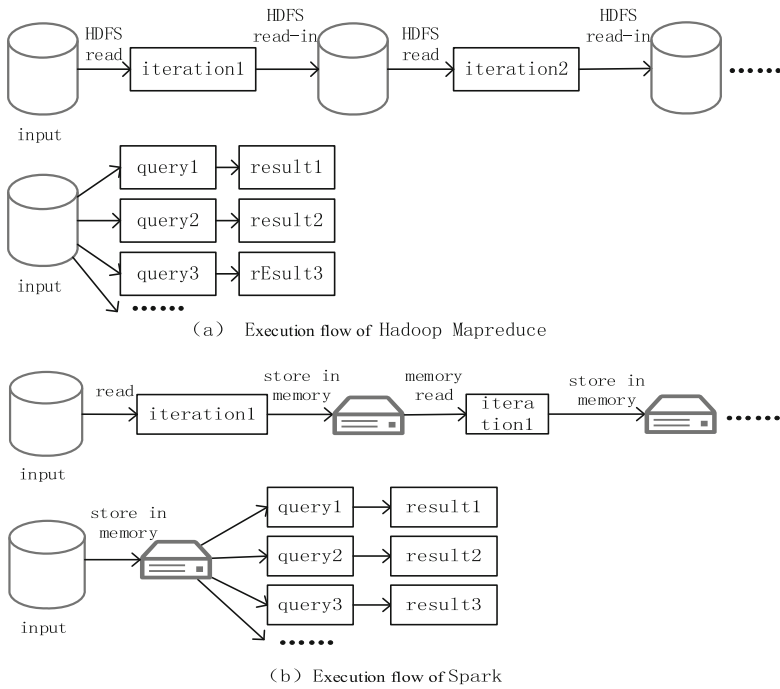 HDFS
read
iteration1
HDFS
read-in
HDFS
read
iteration2
HDFS
read-in
......
input
query1
result1
query2
result2
query3
rEsult3
......
input
(a) Execution flow of Hadoop Mapreduce
read
iteration1
store in
memory
memory
read
itera
tion1
store in
memory
......
input
store in
memory
query1
result1
query2
result2
query3
result3
......
input
(b) Execution flow of Spark